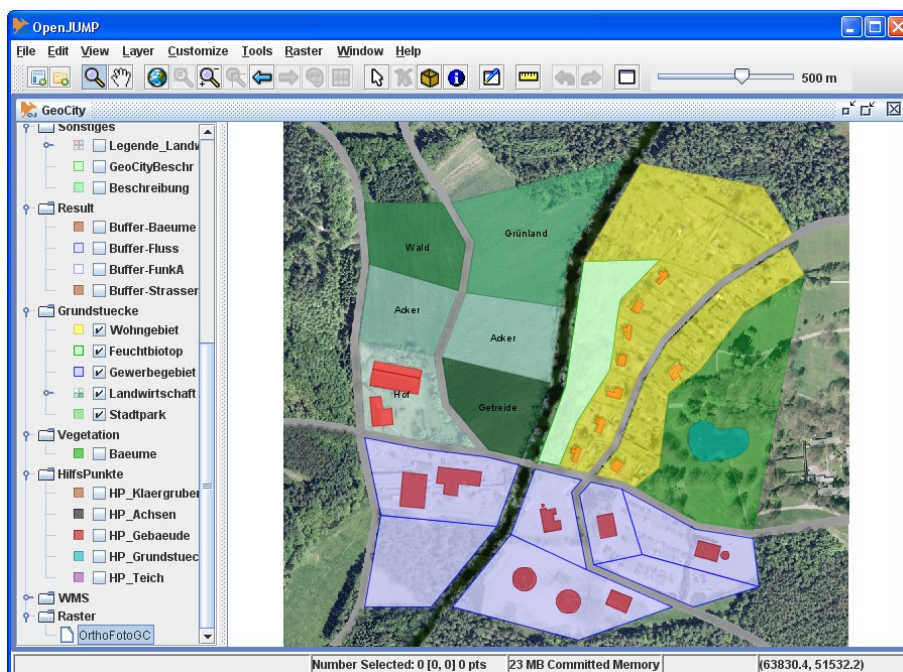 OpenJUMP
File Edit View Layer Customize Tools Raster Window Help
500 m
GeoCity
Sonstiges
Legende_Landw
GeoCityBeschr
Beschreibung
Result
Buffer-Baeume
Buffer-Fluss
Buffer-FunkA
Buffer-Strassen
Grundstuecke
Wohngebiet
Feuchtbiotop
Gewerbegebiet
Landwirtschaft
Stadtpark
Vegetation
Baeume
HilfsPunkte
HP_Klaergruber
HP_Achsen
HP_Gebaeude
HP_Grundstuec
HP_Teich
WMS
Raster
OrthoFotoGC
Grünland
Wald
Acker
Acker
Hof
Getreide
Number Selected: 0 [0, 0] 0 pts 23 MB Committed Memory (63830.4, 51532.2)